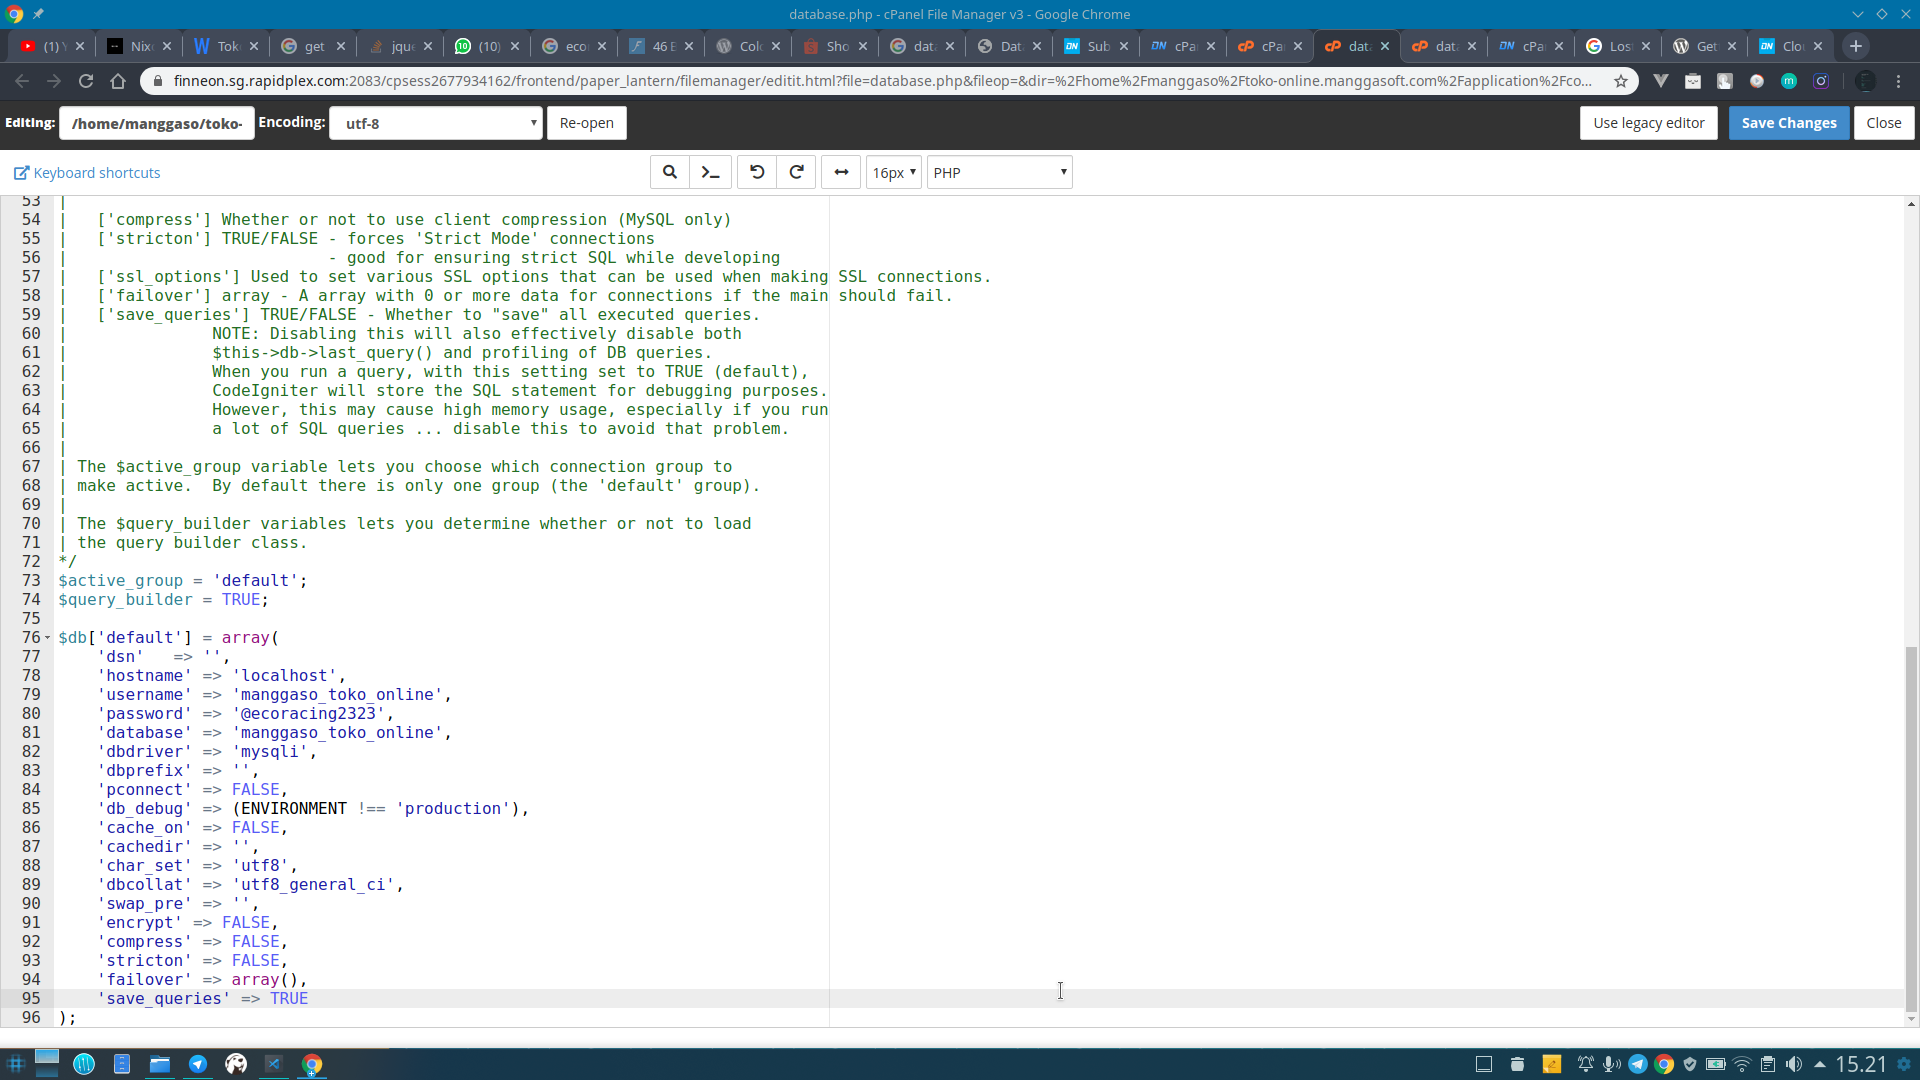 database.php - cPanel File Manager v3 - Google Chrome
(1) Y
Nix
Tok
get
jque
(10)
eco
46 E
Colo
Sho
data
Data
Sub
cPa
cPa
data
data
cPa
Los
Get
Clo
finneon.sg.rapidplex.com:2083/cpsess2677934162/frontend/paper_lantern/filemanager/editit.html?file=database.php&fileop=&dir=%2Fhome%2Fmanggaso%2Ftoko-online.manggasoft.com%2Fapplication%2Fco...
Editing: /home/manggaso/toko- Encoding: utf-8 Re-open Use legacy editor Save Changes Close
Keyboard shortcuts 16px PHP
53 |
54 |   ['compress'] Whether or not to use client compression (MySQL only)
55 |   ['stricton'] TRUE/FALSE - forces 'Strict Mode' connections
56 |                           - good for ensuring strict SQL while developing
57 |   ['ssl_options'] Used to set various SSL options that can be used when making SSL connections.
58 |   ['failover'] array - A array with 0 or more data for connections if the main should fail.
59 |   ['save_queries'] TRUE/FALSE - Whether to "save" all executed queries.
60 |               NOTE: Disabling this will also effectively disable both
61 |               $this->db->last_query() and profiling of DB queries.
62 |               When you run a query, with this setting set to TRUE (default),
63 |               CodeIgniter will store the SQL statement for debugging purposes.
64 |               However, this may cause high memory usage, especially if you run
65 |               a lot of SQL queries ... disable this to avoid that problem.
66 |
67 | The $active_group variable lets you choose which connection group to
68 | make active.  By default there is only one group (the 'default' group).
69 |
70 | The $query_builder variables lets you determine whether or not to load
71 | the query builder class.
72 */
73 $active_group = 'default';
74 $query_builder = TRUE;
75
76 $db['default'] = array(
77     'dsn'   => '',
78     'hostname' => 'localhost',
79     'username' => 'manggaso_toko_online',
80     'password' => '@ecoracing2323',
81     'database' => 'manggaso_toko_online',
82     'dbdriver' => 'mysqli',
83     'dbprefix' => '',
84     'pconnect' => FALSE,
85     'db_debug' => (ENVIRONMENT !== 'production'),
86     'cache_on' => FALSE,
87     'cachedir' => '',
88     'char_set' => 'utf8',
89     'dbcollat' => 'utf8_general_ci',
90     'swap_pre' => '',
91     'encrypt' => FALSE,
92     'compress' => FALSE,
93     'stricton' => FALSE,
94     'failover' => array(),
95     'save_queries' => TRUE
96 );
15.21